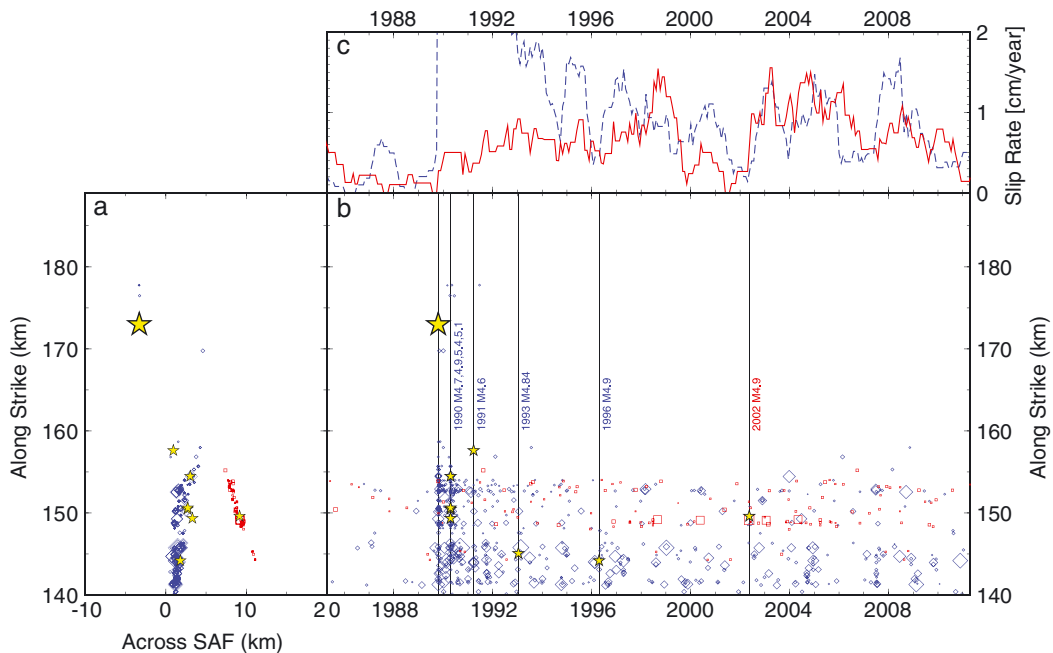 1988 1992 1996 2000 2004 2008
c
2
1
0
Slip Rate [cm/year]
a
b
180
170
160
150
140
Along Strike (km)
1990 M4.7,4.9,5.4,5.1
1991 M4.6
1993 M4.84
1996 M4.9
2002 M4.9
180
170
160
150
140
Along Strike (km)
-10 0 10 20
1988 1992 1996 2000 2004 2008
Across SAF (km)